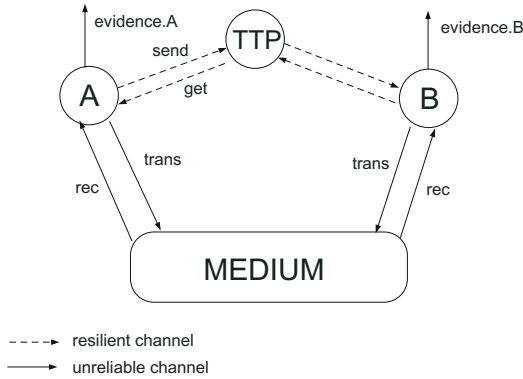 evidence.A
evidence.B
TTP
send
get
A
B
trans
trans
rec
rec
MEDIUM
resilient channel
unreliable channel